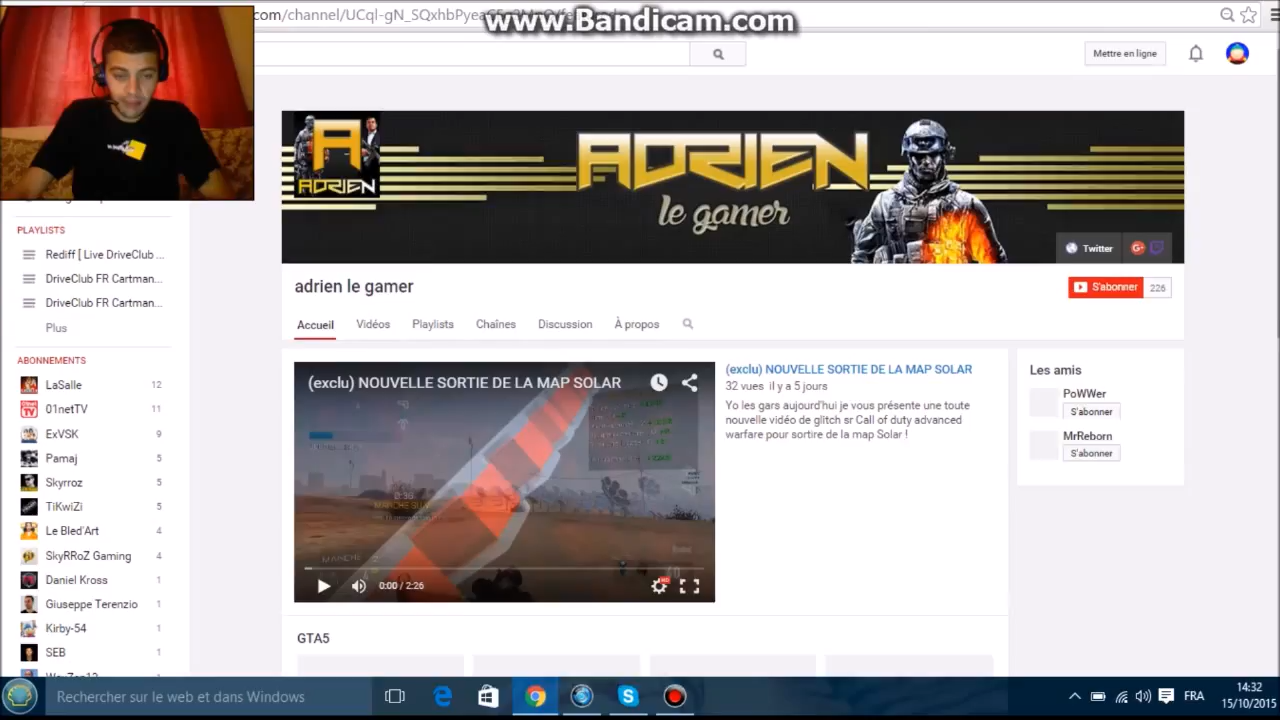 com/channel/UCql-gN_SQxhbPyea
www.Bandicam.com
Mettre en ligne
A
ADRIEN
ADRIEN
le gamer
Twitter
adrien le gamer
S'abonner 226
Accueil Vidéos Playlists Chaînes Discussion À propos
PLAYLISTS
Rediff [ Live DriveClub ...
DriveClub FR Cartman...
DriveClub FR Cartman...
Plus
ABONNEMENTS
LaSalle 12
01netTV 11
ExVSK 9
Pamaj 5
Skyrroz 5
TiKwiZi 5
Le Bled'Art 4
SkyRRoZ Gaming 4
Daniel Kross 1
Giuseppe Terenzio 1
Kirby-54 1
SEB 1
(exclu) NOUVELLE SORTIE DE LA MAP SOLAR
0:36
0:00 / 2:26
(exclu) NOUVELLE SORTIE DE LA MAP SOLAR
32 vues il y a 5 jours
Yo les gars aujourd'hui je vous présente une toute
nouvelle vidéo de glitch sr Call of duty advanced
warfare pour sortire de la map Solar !
Les amis
PoWWer
S'abonner
MrReborn
S'abonner
GTA5
Rechercher sur le web et dans Windows
FRA
14:32
15/10/2015